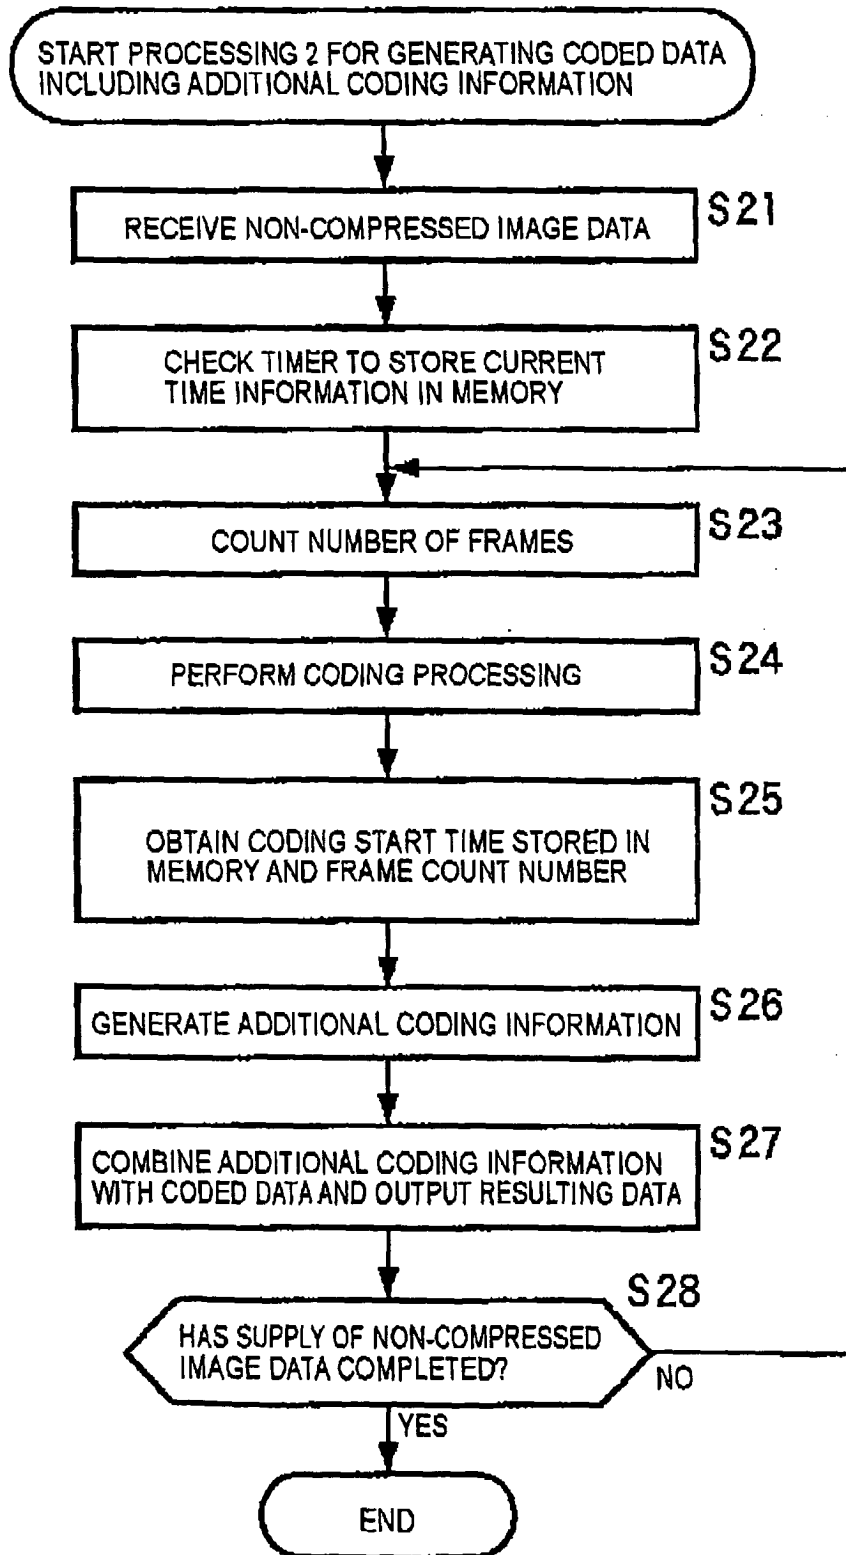 START PROCESSING 2 FOR GENERATING CODED DATA
INCLUDING ADDITIONAL CODING INFORMATION
S21
RECEIVE NON-COMPRESSED IMAGE DATA
S22
CHECK TIMER TO STORE CURRENT
TIME INFORMATION IN MEMORY
S23
COUNT NUMBER OF FRAMES
S24
PERFORM CODING PROCESSING
S25
OBTAIN CODING START TIME STORED IN
MEMORY AND FRAME COUNT NUMBER
S26
GENERATE ADDITIONAL CODING INFORMATION
S27
COMBINE ADDITIONAL CODING INFORMATION
WITH CODED DATA AND OUTPUT RESULTING DATA
S28
HAS SUPPLY OF NON-COMPRESSED
IMAGE DATA COMPLETED?
NO
YES
END